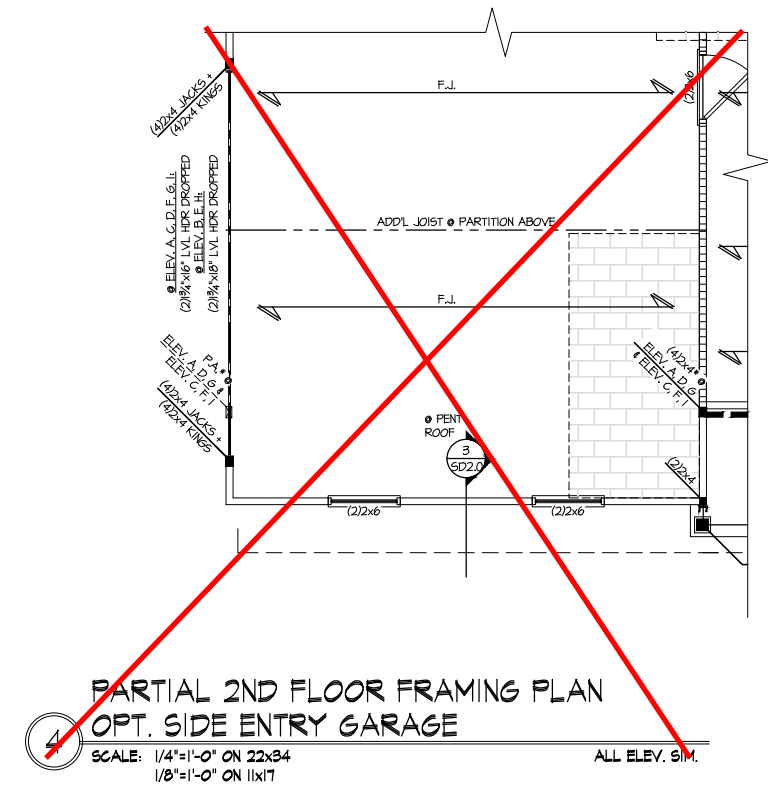 F.J.
(2)2x6
(4)2x4 JACKS +
(4)2x4 KINGS
@ ELEV. A, C, D, F, G, I:
(2)1¾"x16" LVL HDR DROPPED
@ ELEV. B, E, H:
(2)1¾"x18" LVL HDR DROPPED
ADD'L JOIST @ PARTITION ABOVE
F.J.
P.A. @
ELEV. A, D, G &
ELEV. C, F, I
(4)2x4 JACKS +
(4)2x4 KINGS
(4)2x4 @
ELEV. A, D, G
& ELEV. C, F, I
@ PENT
ROOF
3
SD2.0
(2)2x4
(2)2x6
(2)2x6
PARTIAL 2ND FLOOR FRAMING PLAN
4
OPT. SIDE ENTRY GARAGE
SCALE: 1/4"=1'-0" ON 22x34
ALL ELEV. SIM.
1/8"=1'-0" ON 11x17